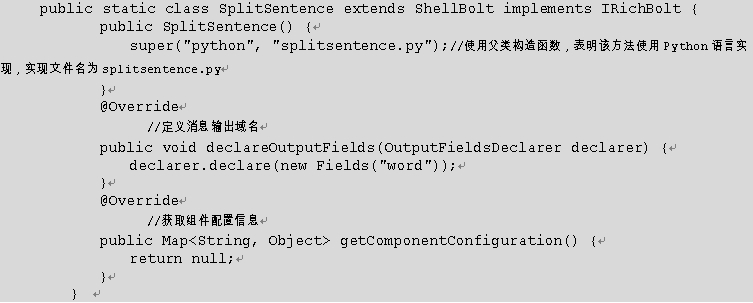 public static class SplitSentence extends ShellBolt implements IRichBolt {
public SplitSentence() {
super("python", "splitsentence.py");//使用父类构造函数，表明该方法使用Python语言实
现，实现文件名为splitsentence.py
}
@Override
//定义消息输出域名
public void declareOutputFields(OutputFieldsDeclarer declarer) {
declarer.declare(new Fields("word"));
}
@Override
//获取组件配置信息
public Map<String, Object> getComponentConfiguration() {
return null;
}
}